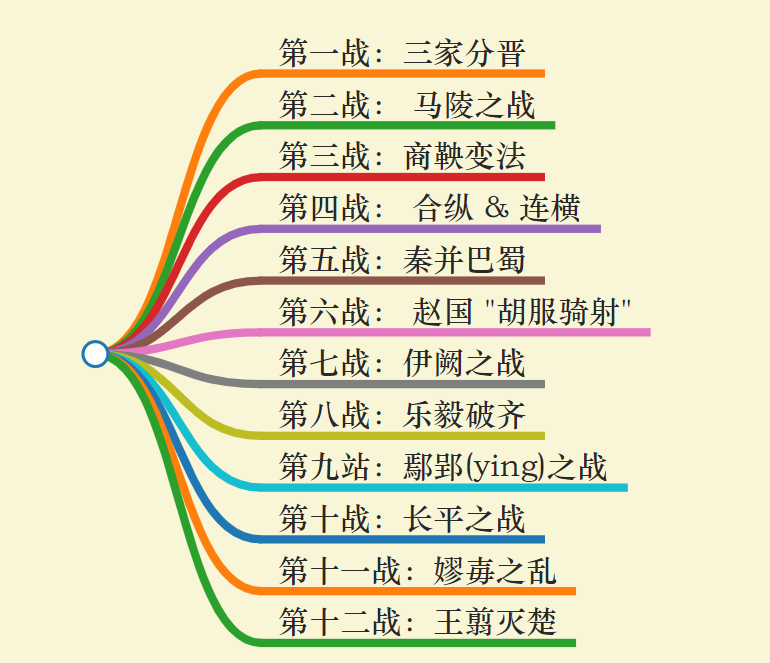 第一战：三家分晋
第二战： 马陵之战
第三战：商鞅变法
第四战： 合纵 & 连横
第五战：秦并巴蜀
第六战： 赵国 "胡服骑射"
第七战：伊阙之战
第八战：乐毅破齐
第九站：鄢郢(ying)之战
第十战：长平之战
第十一战：嫪毐之乱
第十二战：王翦灭楚